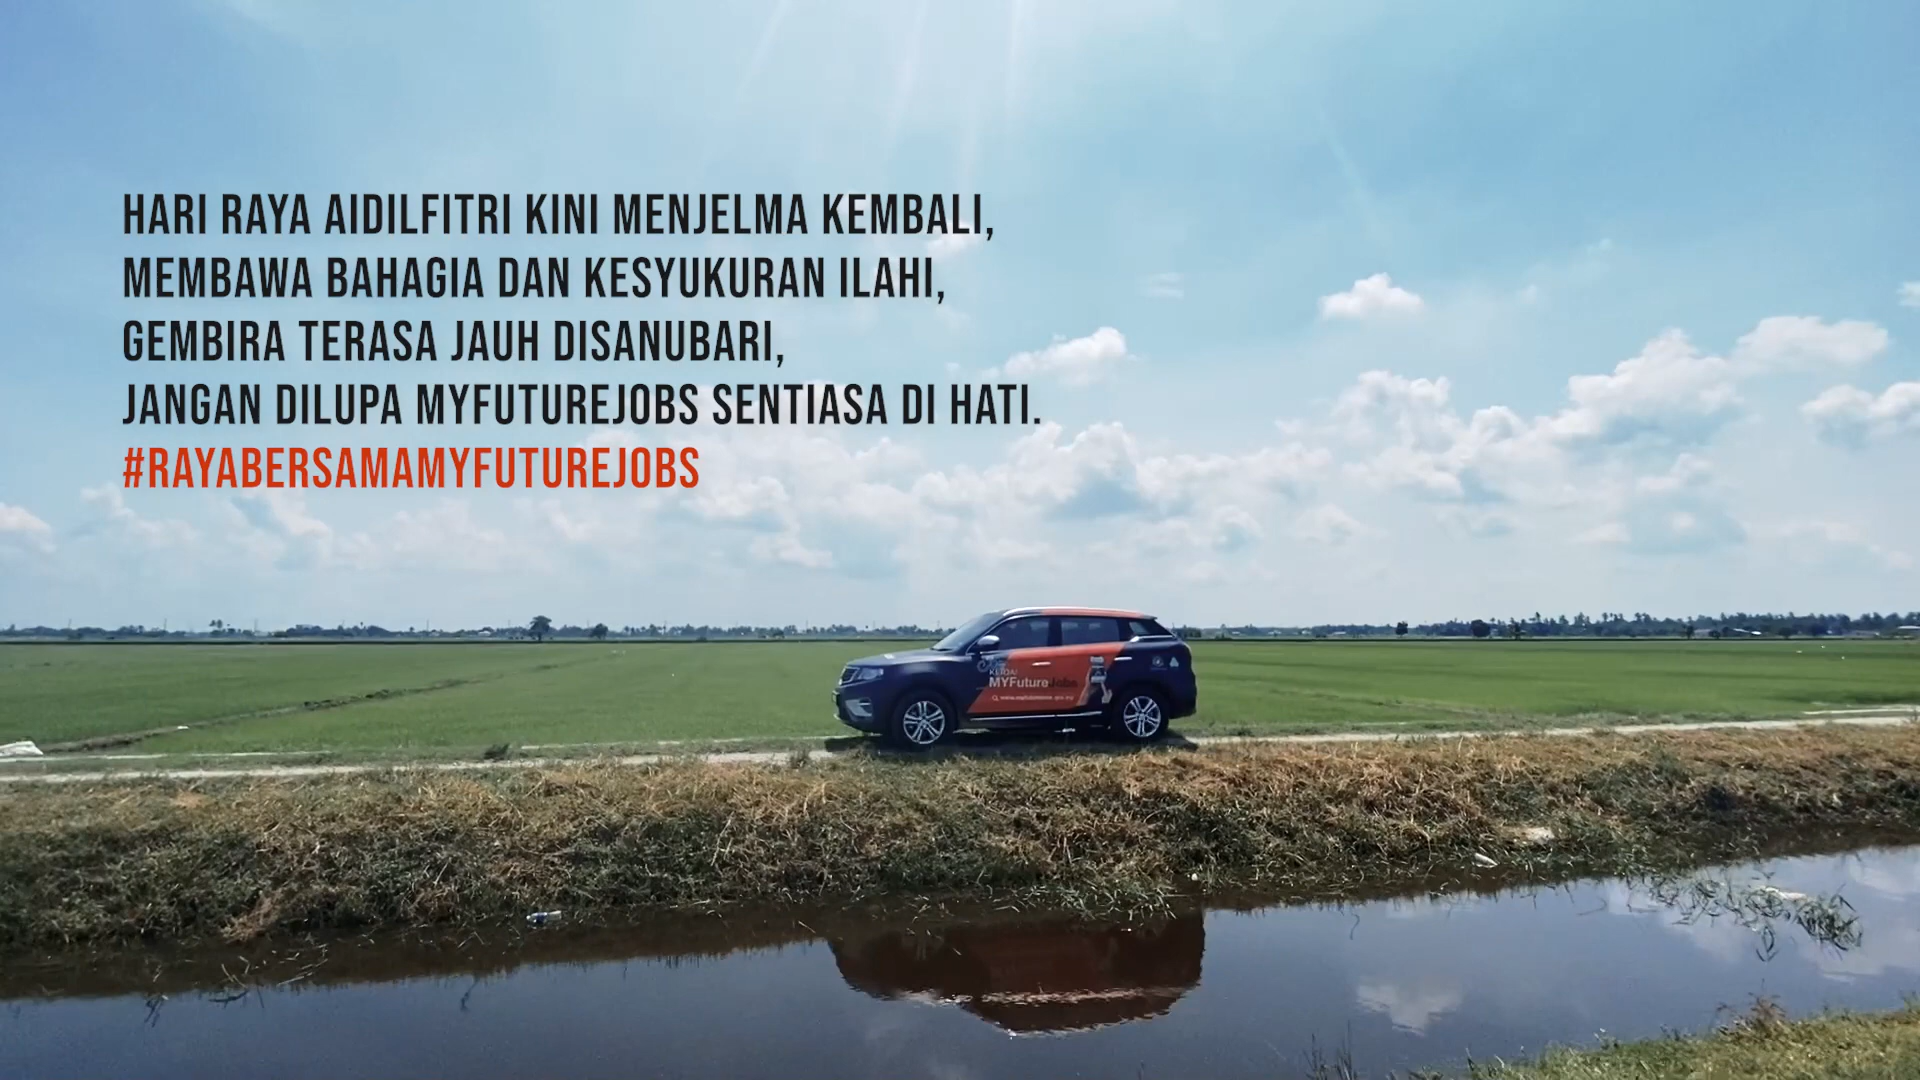 HARI RAYA AIDILFITRI KINI MENJELMA KEMBALI,
MEMBAWA BAHAGIA DAN KESYUKURAN ILAHI,
GEMBIRA TERASA JAUH DISANUBARI,
JANGAN DILUPA MYFUTUREJOBS SENTIASA DI HATI.
#RAYABERSAMAMYFUTUREJOBS
MYFutureJobs